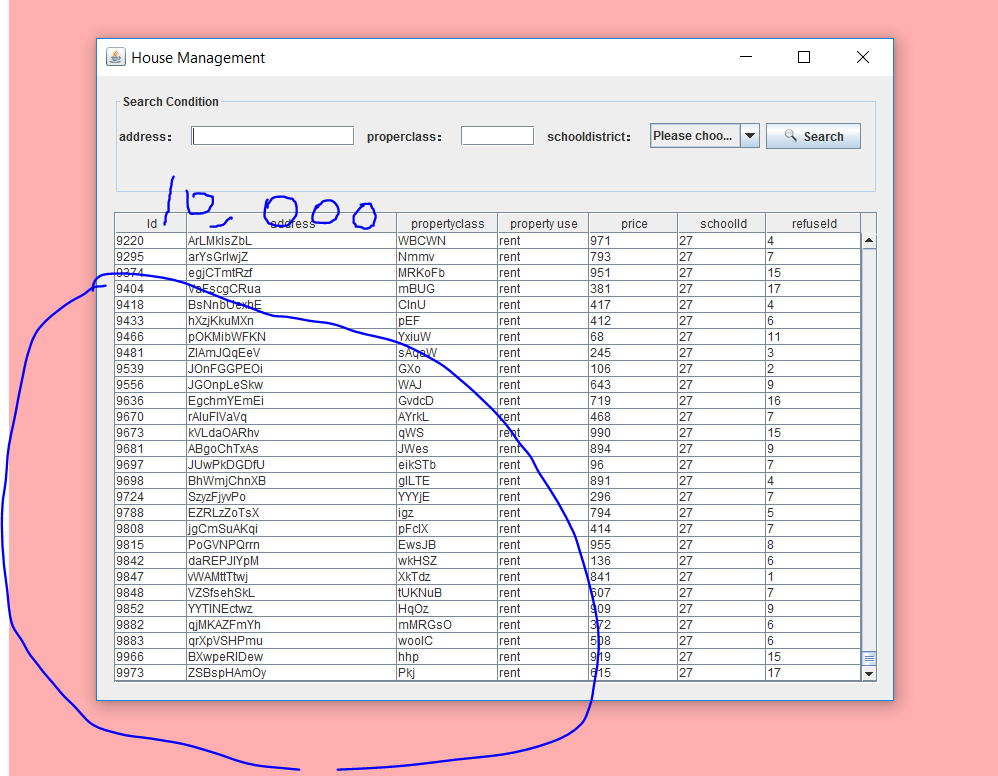 House Management
Search Condition
address: properclass: schooldistrict: Please choo... Search
10,000
Id address propertyclass property use price schoolId refuseId
9220 ArLMkIsZbL WBCWN rent 971 27 4
9295 arYsGrlwjZ Nmmv rent 793 27 7
9374 egjCTmtRzf MRKoFb rent 951 27 15
9404 VaFscgCRua mBUG rent 381 27 17
9418 BsNnbUexhE ClnU rent 417 27 4
9433 hXzjKkuMXn pEF rent 412 27 6
9466 pOKMibWFKN YxiuW rent 68 27 11
9481 ZIAmJQqEeV sAqaW rent 245 27 3
9539 JOnFGGPEOi GXo rent 106 27 2
9556 JGOnpLeSkw WAJ rent 643 27 9
9636 EgchmYEmEi GvdcD rent 719 27 16
9670 rAluFIVaVq AYrkL rent 468 27 7
9673 kVLdaOARhv qWS rent 990 27 15
9681 ABgoChTxAs JWes rent 894 27 9
9697 JUwPkDGDfU eikSTb rent 96 27 7
9698 BhWmjChnXB glLTE rent 891 27 4
9724 SzyzFjvvPo YYYjE rent 296 27 7
9788 EZRLzZoTsX igz rent 794 27 5
9808 jgCmSuAKqi pFclX rent 414 27 7
9815 PoGVNPQrrn EwsJB rent 955 27 8
9842 daREPJIYpM wkHSZ rent 136 27 6
9847 vWAMttTtwj XkTdz rent 841 27 1
9848 VZSfsehSkL tUKNuB rent 607 27 7
9852 YYTlNEctwz HqOz rent 909 27 9
9882 qjMKAZFmYh mMRGsO rent 372 27 6
9883 qrXpVSHPmu woolC rent 508 27 6
9966 BXwpeRIDew hhp rent 919 27 15
9973 ZSBspHAmOy Pkj rent 615 27 17